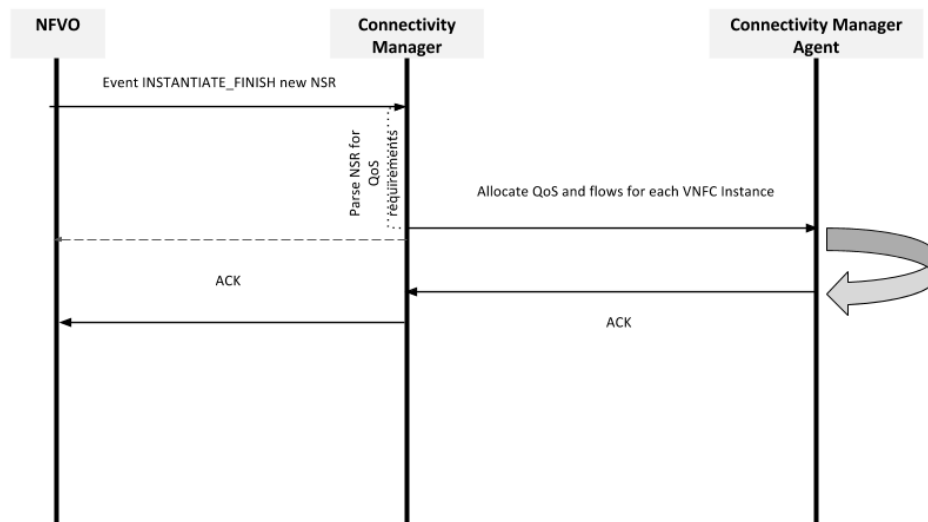 NFVO
Connectivity
Manager
Connectivity Manager
Agent
Event INSTANTIATE_FINISH new NSR
Parse NSR for
QoS
requirements
Allocate QoS and flows for each VNFC Instance
ACK
ACK